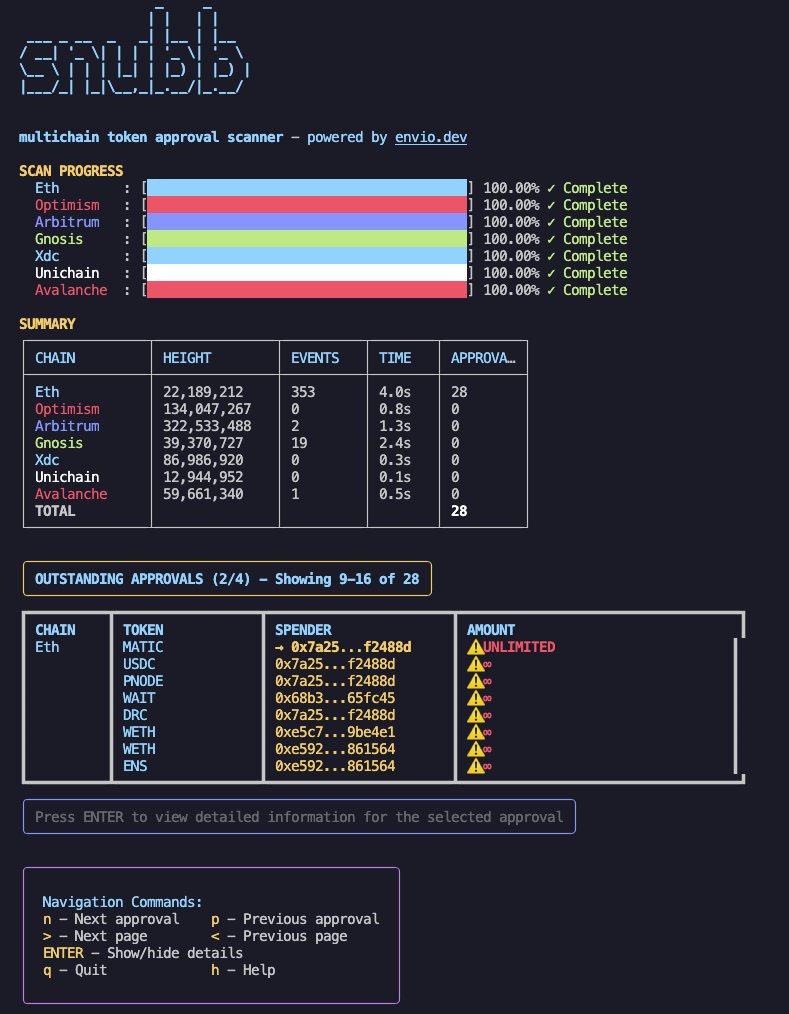 snubb
multichain token approval scanner – powered by envio.dev
SCAN PROGRESS
Eth : [ ] 100.00% ✓ Complete
Optimism : [ ] 100.00% ✓ Complete
Arbitrum : [ ] 100.00% ✓ Complete
Gnosis : [ ] 100.00% ✓ Complete
Xdc : [ ] 100.00% ✓ Complete
Unichain : [ ] 100.00% ✓ Complete
Avalanche : [ ] 100.00% ✓ Complete
SUMMARY
CHAIN HEIGHT EVENTS TIME APPROVA…
Eth 22,189,212 353 4.0s 28
Optimism 134,047,267 0 0.8s 0
Arbitrum 322,533,488 2 1.3s 0
Gnosis 39,370,727 19 2.4s 0
Xdc 86,986,920 0 0.3s 0
Unichain 12,944,952 0 0.1s 0
Avalanche 59,661,340 1 0.5s 0
TOTAL 28
OUTSTANDING APPROVALS (2/4) – Showing 9–16 of 28
CHAIN TOKEN SPENDER AMOUNT
Eth MATIC → 0x7a25...f2488d ⚠️UNLIMITED
USDC 0x7a25...f2488d ⚠️∞
PNODE 0x7a25...f2488d ⚠️∞
WAIT 0x68b3...65fc45 ⚠️∞
DRC 0x7a25...f2488d ⚠️∞
WETH 0xe5c7...9be4e1 ⚠️∞
WETH 0xe592...861564 ⚠️∞
ENS 0xe592...861564 ⚠️∞
Press ENTER to view detailed information for the selected approval
Navigation Commands:
n – Next approval p – Previous approval
> – Next page < – Previous page
ENTER – Show/hide details
q – Quit h – Help